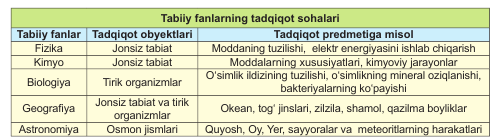 Tabiiy fanlarning tadqiqot sohalari
Tabiiy fanlar Tadqiqot obyektlari Tadqiqot predmetiga misol
Fizika Jonsiz tabiat Moddaning tuzilishi, elektr energiyasini ishlab chiqarish
Kimyo Jonsiz tabiat Moddalarning xususiyatlari, kimyoviy jarayonlar
Biologiya Tirik organizmlar O‘simlik ildizining tuzilishi, o‘simlikning mineral oziqlanishi,
bakteriyalarning ko‘payishi
Geografiya Jonsiz tabiat va tirik
organizmlar Okean, tog‘ jinslari, zilzila, shamol, qazilma boyliklar
Astronomiya Osmon jismlari Quyosh, Oy, Yer, sayyoralar va meteoritlarning harakatlari